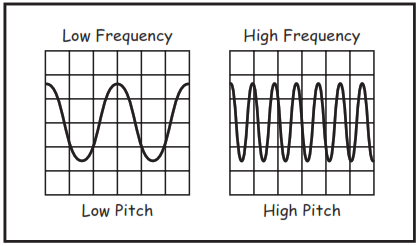 Low Frequency
High Frequency
Low Pitch
High Pitch